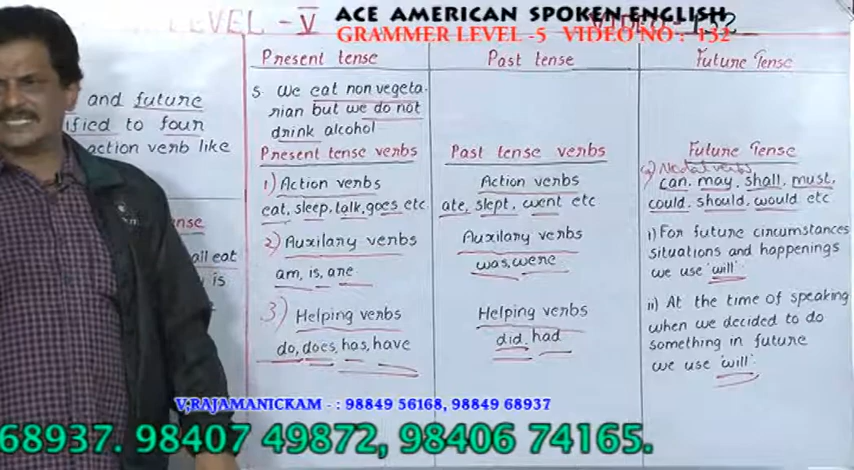 LEVEL - V
ACE AMERICAN SPOKEN ENGLISH
VIDEO - 132
GRAMMER LEVEL -5 VIDEO NO : 132
Present tense
5. We eat non vegeta-
rian but we do not
drink alcohol
Present tense verbs
1) Action verbs
eat, sleep, talk, goes etc
2) Auxilary verbs
am, is, are
3) Helping verbs
do, does, has, have
Past tense
Past tense verbs
Action verbs
ate, slept, went etc
Auxilary verbs
was, were
Helping verbs
did, had
Future Tense
Future Tense
can, may, shall, must,
could, should, would etc
i) For future circumstances
situations and happenings
we use 'will'
ii) At the time of speaking
when we decided to do
something in future
we use 'will'
and future
ified to four
action verb like
nse
all eat
is
V,RAJAMANICKAM - : 98849 56168, 98849 68937
68937. 98407 49872, 98406 74165.